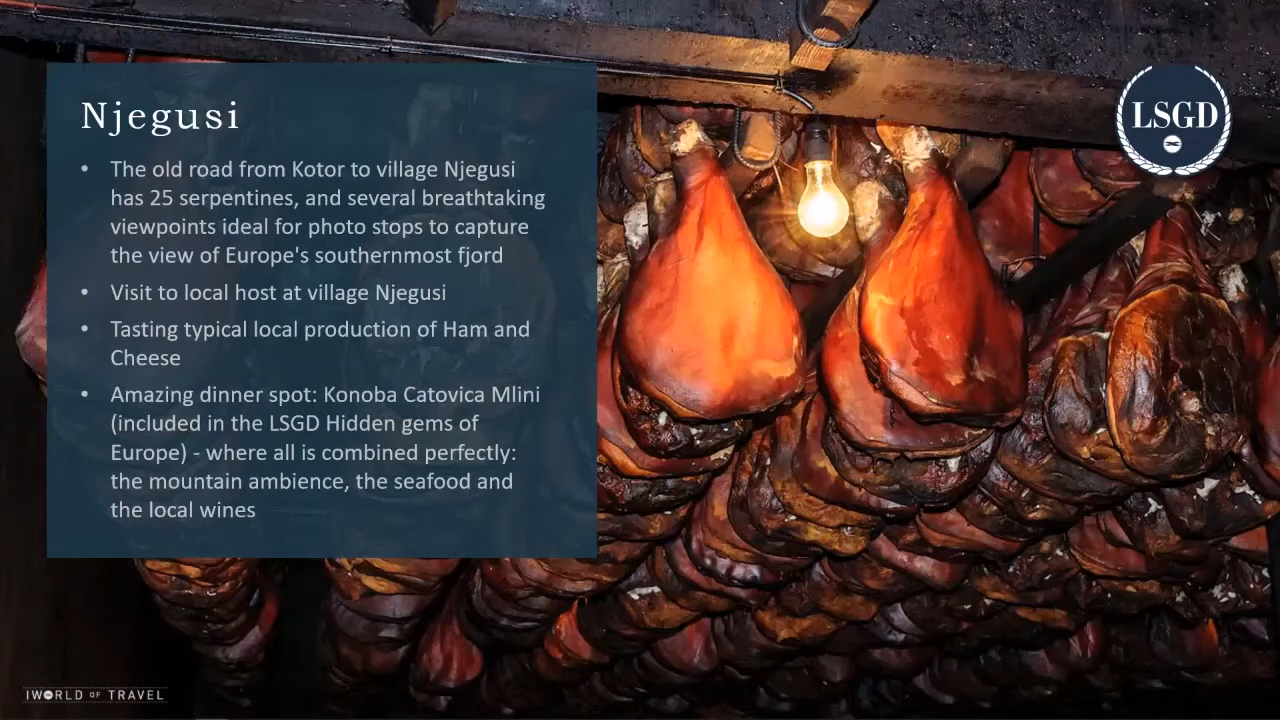 Njegusi
• The old road from Kotor to village Njegusi
has 25 serpentines, and several breathtaking
viewpoints ideal for photo stops to capture
the view of Europe's southernmost fjord
• Visit to local host at village Njegusi
• Tasting typical local production of Ham and
Cheese
• Amazing dinner spot: Konoba Catovica Mlini
(included in the LSGD Hidden gems of
Europe) - where all is combined perfectly:
the mountain ambience, the seafood and
the local wines
LSGD
IWORLD OF TRAVEL